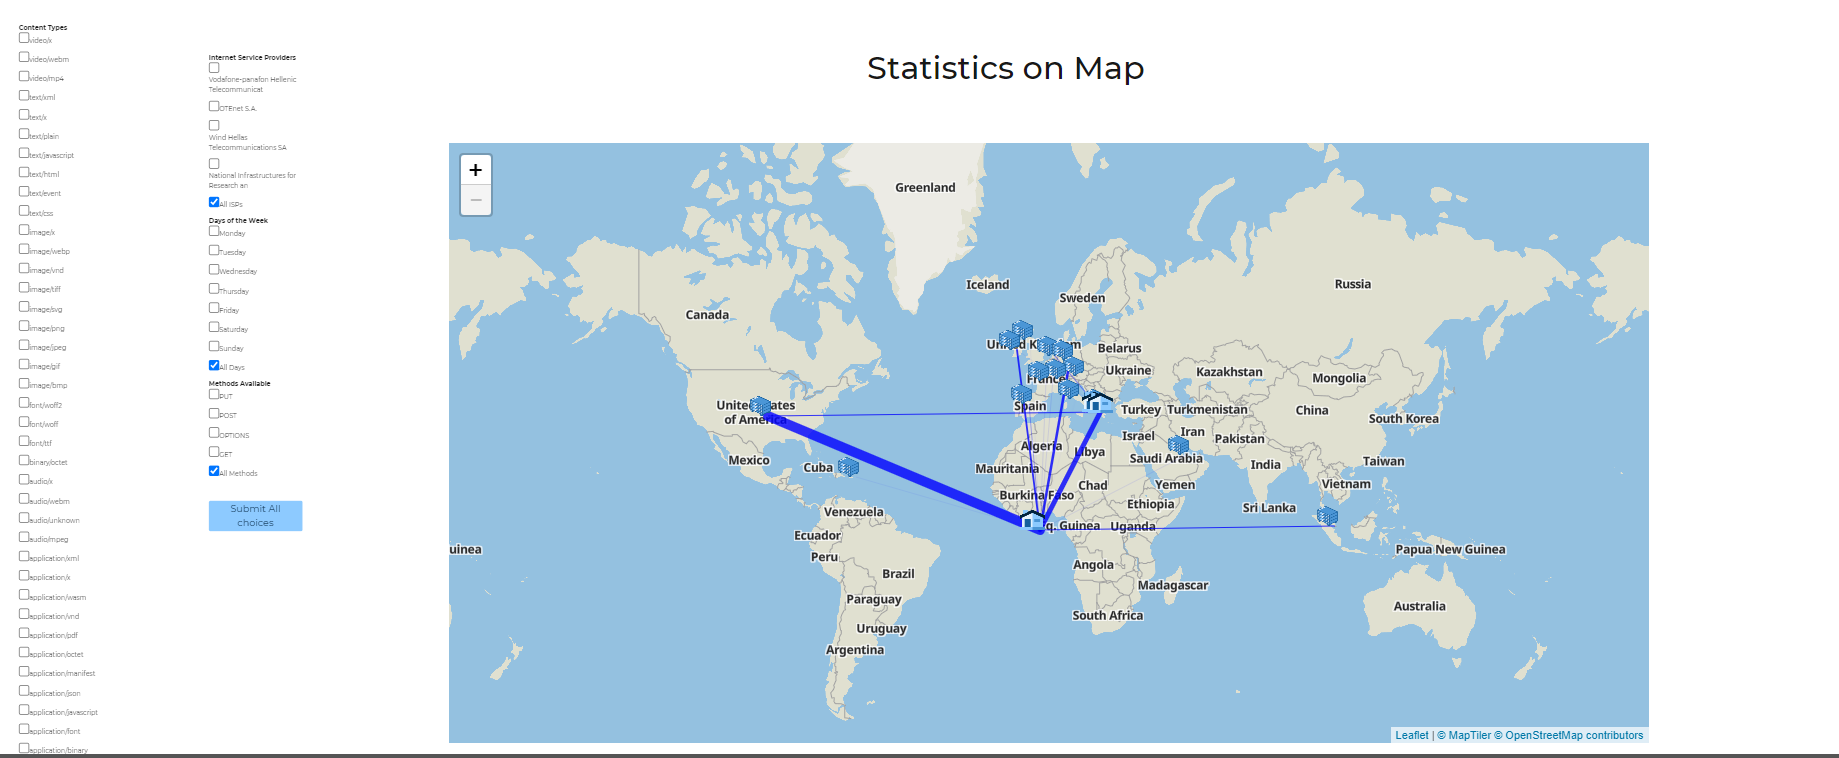 Content Types
video/x
video/webm
video/mp4
text/xml
text/x
text/plain
text/javascript
text/html
text/event
text/css
image/x
image/webp
image/vnd
image/tiff
image/svg
image/png
image/jpeg
image/gif
image/bmp
font/woff2
font/woff
font/ttf
binary/octet
audio/x
audio/webm
audio/unknown
audio/mpeg
application/xml
application/x
application/wasm
application/vnd
application/pdf
application/octet
application/manifest
application/json
application/javascript
application/font
application/binary
Internet Service Providers
Vodafone-panafon Hellenic
Telecommunicat
OTEnet S.A.
Wind Hellas
Telecommunications SA
National Infrastructures for
Research an
All ISPs
Days of the Week
Monday
Tuesday
Wednesday
Thursday
Friday
Saturday
Sunday
All Days
Methods Available
PUT
POST
OPTIONS
GET
All Methods
Submit All
choices
Statistics on Map
+
−
Greenland
Iceland
Russia
Sweden
Canada
Belarus
Ukraine
Kazakhstan
Mongolia
France
Spain
Turkey
Turkmenistan
China
South Korea
of America
Israel
Iran
Pakistan
Algeria
Libya
Saudi Arabia
India
Taiwan
Mexico
Cuba
Mauritania
Chad
Yemen
Vietnam
Burkina Faso
Ethiopia
Sri Lanka
Venezuela
q. Guinea
Uganda
Ecuador
uinea
Papua New Guinea
Peru
Angola
Brazil
Madagascar
Paraguay
Australia
South Africa
Uruguay
Argentina
Leaflet | © MapTiler © OpenStreetMap contributors